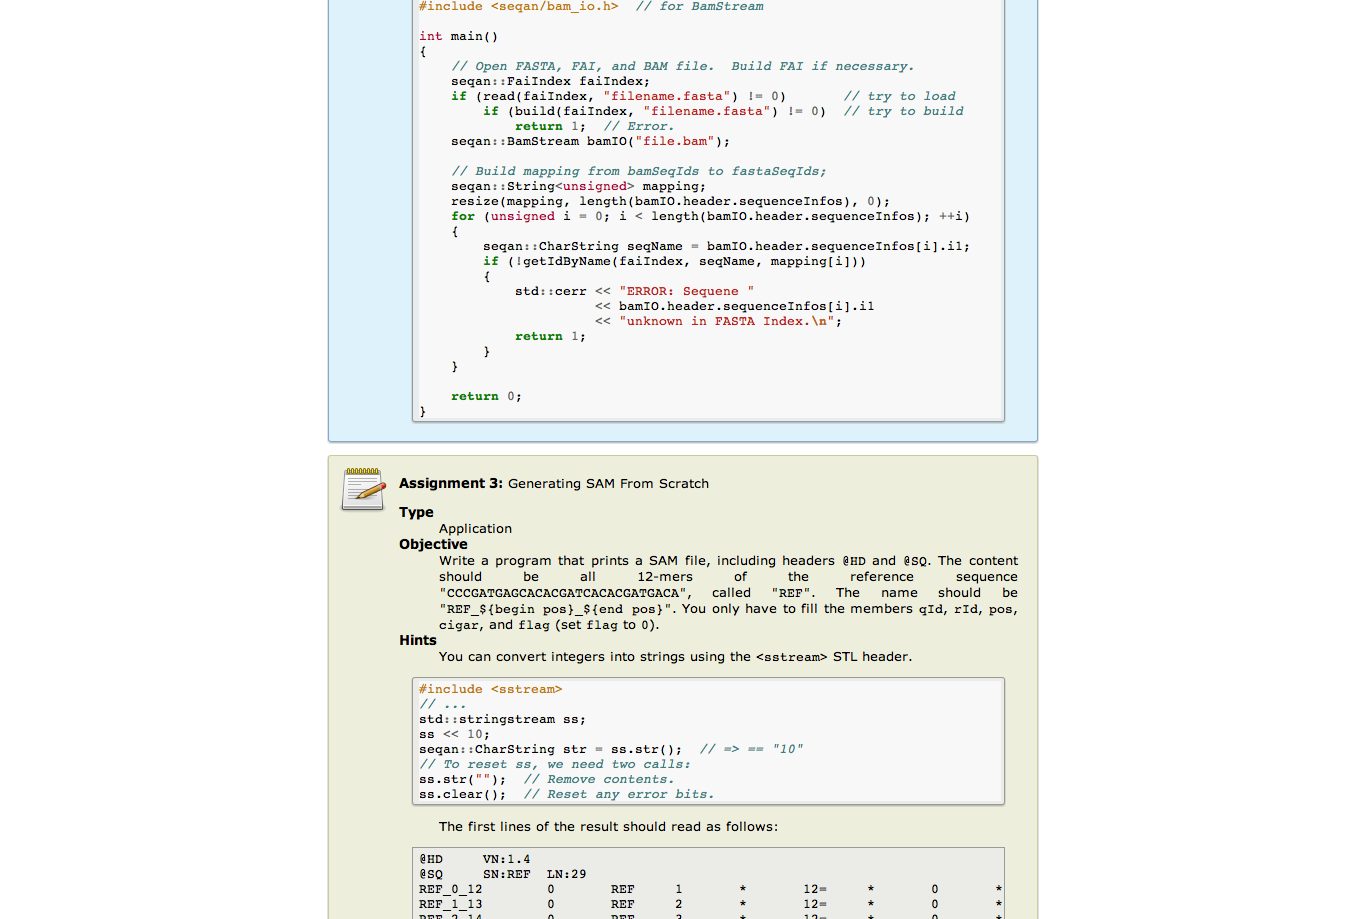 #include <seqan/bam_io.h>  // for BamStream

int main()
{
    // Open FASTA, FAI, and BAM file.  Build FAI if necessary.
    seqan::FaiIndex faiIndex;
    if (read(faiIndex, "filename.fasta") != 0)       // try to load
        if (build(faiIndex, "filename.fasta") != 0)  // try to build
            return 1;  // Error.
    seqan::BamStream bamIO("file.bam");

    // Build mapping from bamSeqIds to fastaSeqIds;
    seqan::String<unsigned> mapping;
    resize(mapping, length(bamIO.header.sequenceInfos), 0);
    for (unsigned i = 0; i < length(bamIO.header.sequenceInfos); ++i)
    {
        seqan::CharString seqName = bamIO.header.sequenceInfos[i].i1;
        if (!getIdByName(faiIndex, seqName, mapping[i]))
        {
            std::cerr << "ERROR: Sequene "
                      << bamIO.header.sequenceInfos[i].i1
                      << "unknown in FASTA Index.\n";
            return 1;
        }
    }

    return 0;
}
Assignment 3: Generating SAM From Scratch
Type
Application
Objective
Write a program that prints a SAM file, including headers @HD and @SQ. The content
should be all 12-mers of the reference sequence
"CCCGATGAGCACACGATCACACGATGACA", called "REF". The name should be
"REF_${begin pos}_${end pos}". You only have to fill the members qId, rId, pos,
cigar, and flag (set flag to 0).
Hints
You can convert integers into strings using the <sstream> STL header.
#include <sstream>
// ...
std::stringstream ss;
ss << 10;
seqan::CharString str = ss.str();  // => == "10"
// To reset ss, we need two calls:
ss.str("");  // Remove contents.
ss.clear();  // Reset any error bits.
The first lines of the result should read as follows:
@HD     VN:1.4
@SQ     SN:REF  LN:29
REF_0_12        0       REF     1       *       12=     *       0       *
REF_1_13        0       REF     2       *       12=     *       0       *
REF_2_14        0       REF     3       *       12=     *       0       *